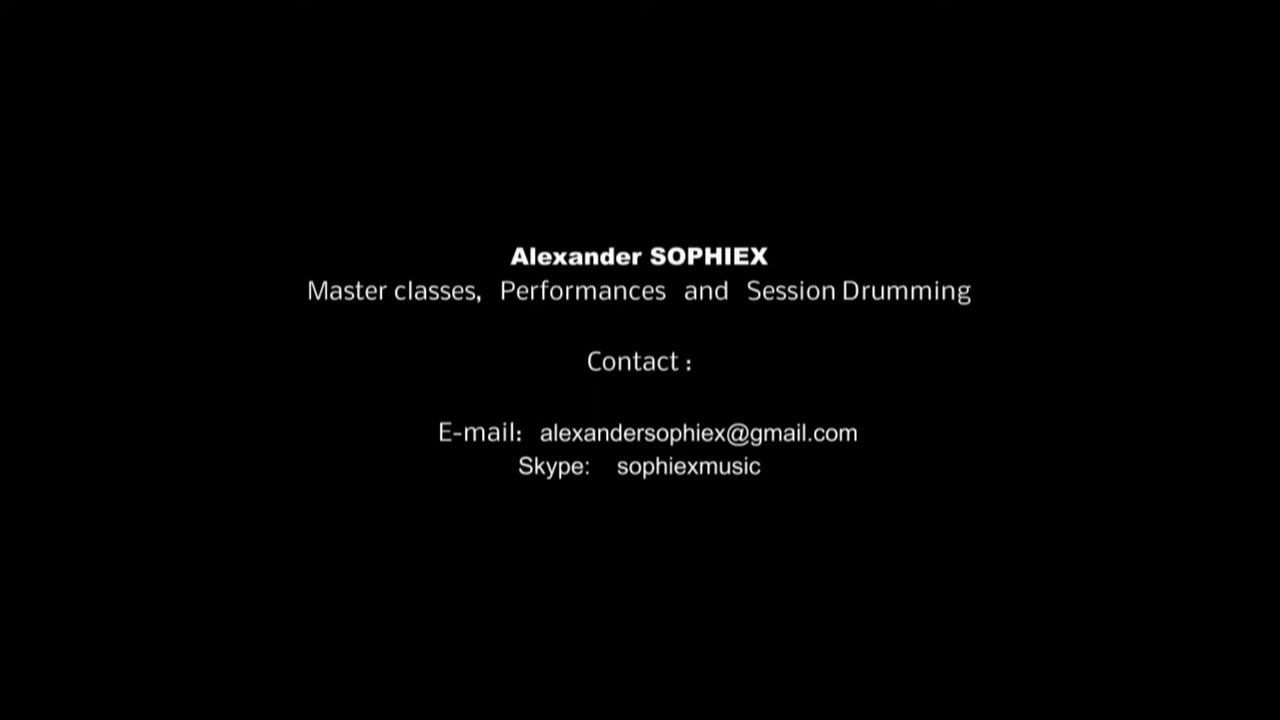 Alexander SOPHIEX
Master classes, Performances and Session Drumming
Contact :
E-mail: alexandersophiex@gmail.com
Skype: sophiexmusic